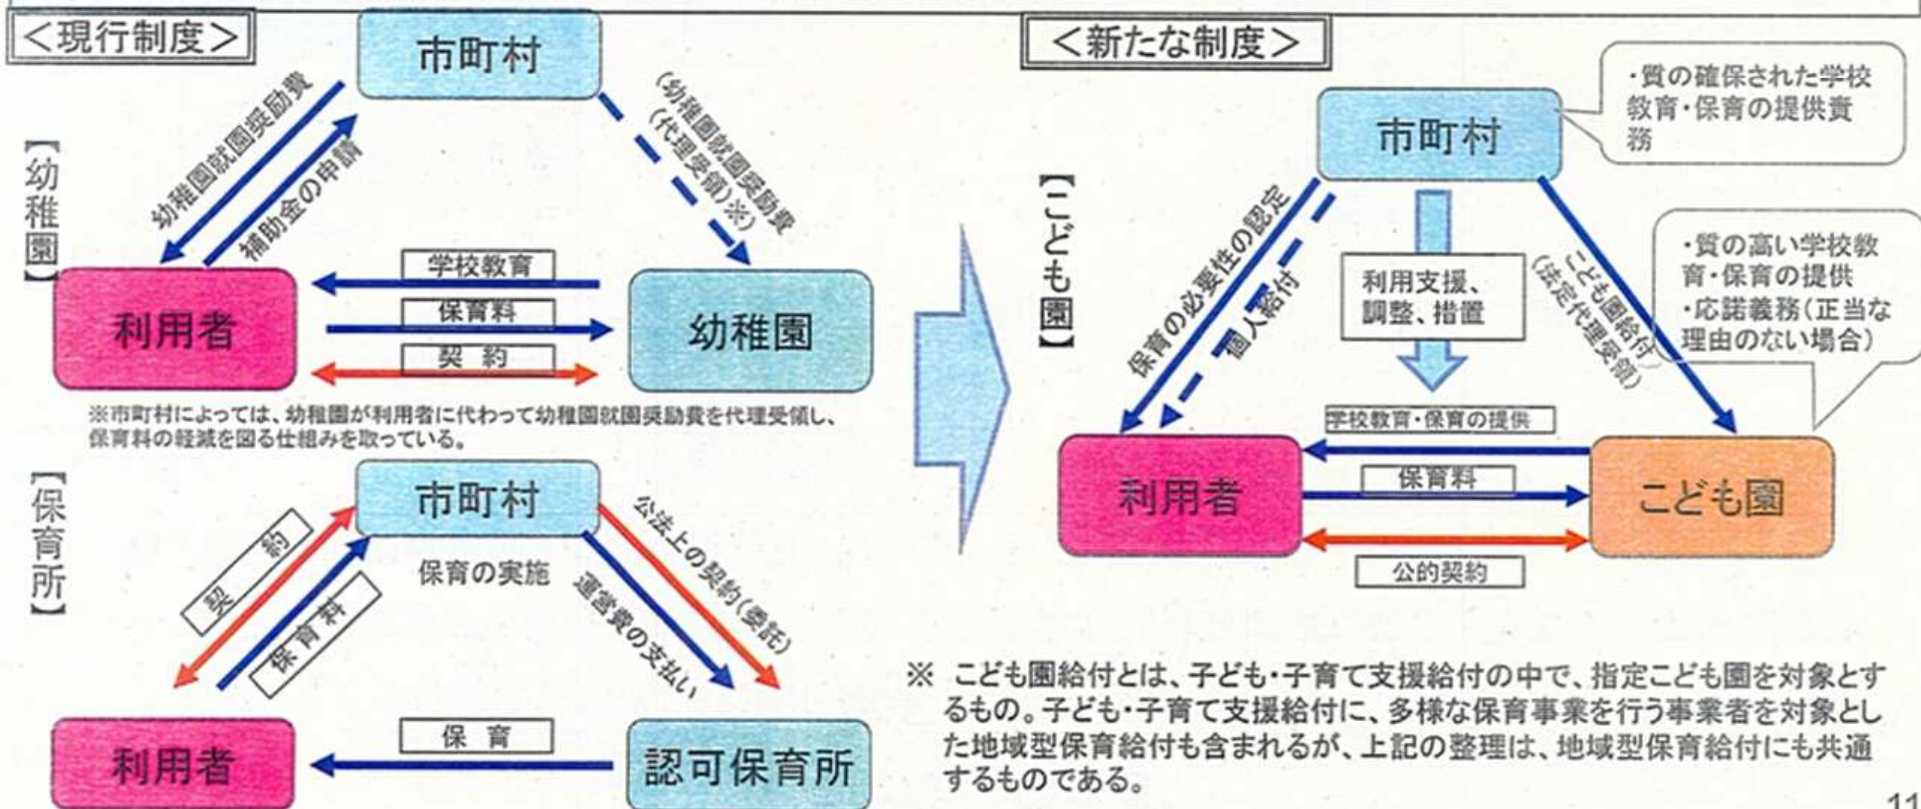 ＜現行制度＞
【幼稚園】
市町村
幼稚園就園奨励費
補助金の申請
(幼稚園就園奨励費
(代理受領)※)
学校教育
保育料
契 約
利用者
幼稚園
※市町村によっては、幼稚園が利用者に代わって幼稚園就園奨励費を代理受領し、
保育料の軽減を図る仕組みを取っている。
【保育所】
市町村
保育の実施
契 約
保育料
公法上の契約(委託)
運営費の支払い
利用者
保 育
認可保育所
＜新たな制度＞
【こども園】
市町村
・質の確保された学校
教育・保育の提供責
務
保育の必要性の認定
個人給付
利用支援、
調整、措置
こども園給付
(法定代理受領)
・質の高い学校教
育・保育の提供
・応諾義務(正当な
理由のない場合)
学校教育・保育の提供
保育料
公的契約
利用者
こども園
※ こども園給付とは、子ども・子育て支援給付の中で、指定こども園を対象とす
るもの。子ども・子育て支援給付に、多様な保育事業を行う事業者を対象とし
た地域型保育給付も含まれるが、上記の整理は、地域型保育給付にも共通
するものである。
11